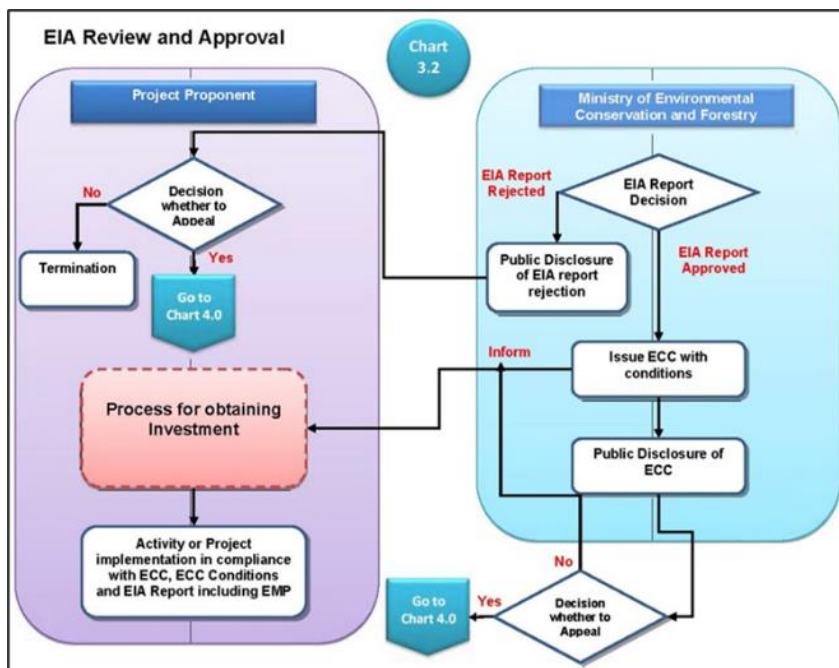 EIA Review and Approval
Chart
3.2
Project Proponent
Ministry of Environmental
Conservation and Forestry
No
Decision
whether to
Appeal
Yes
Termination
Go to
Chart 4.0
EIA Report
Rejected
EIA Report
Decision
EIA Report
Approved
Public Disclosure
of EIA report
rejection
Inform
Issue ECC with
conditions
Process for obtaining
Investment
Public Disclosure of
ECC
Activity or Project
implementation in compliance
with ECC, ECC Conditions
and EIA Report including EMP
No
Decision
whether to
Appeal
Yes
Go to
Chart 4.0